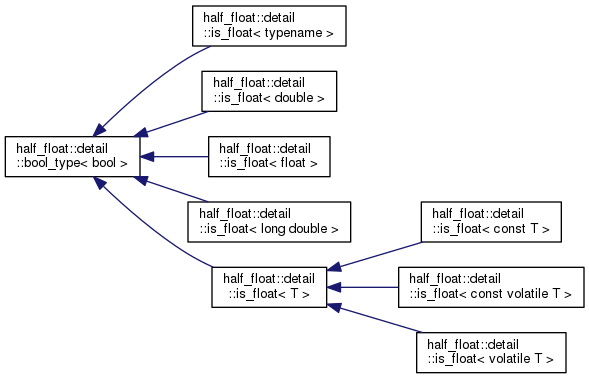 half_float::detail
::is_float< typename >
half_float::detail
::is_float< double >
half_float::detail
::bool_type< bool >
half_float::detail
::is_float< float >
half_float::detail
::is_float< long double >
half_float::detail
::is_float< const T >
half_float::detail
::is_float< T >
half_float::detail
::is_float< const volatile T >
half_float::detail
::is_float< volatile T >